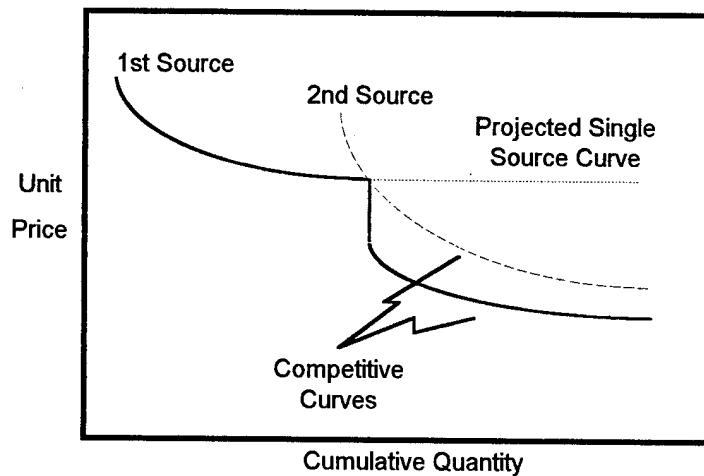 1st Source
2nd Source
Projected Single
Source Curve
Unit
Price
Competitive
Curves
Cumulative Quantity